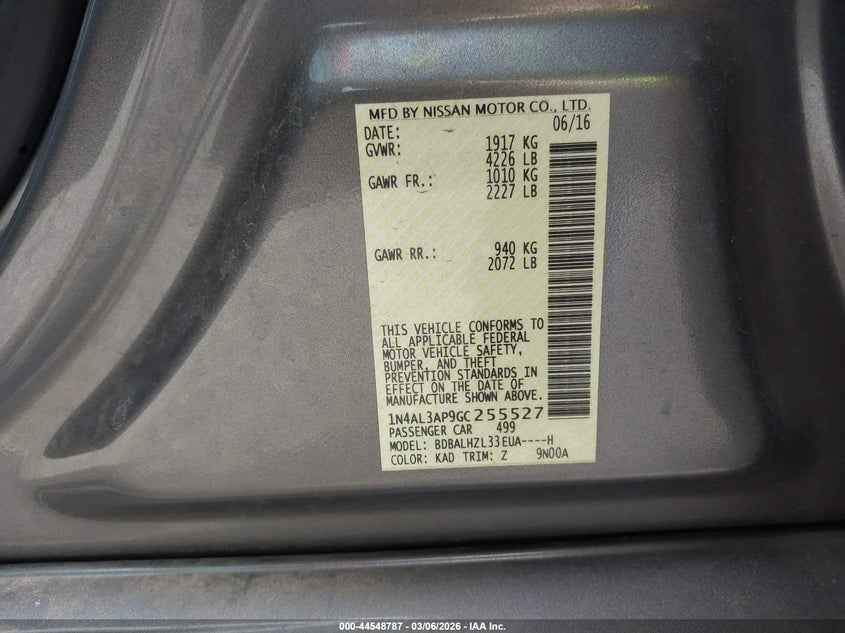 MFD BY NISSAN MOTOR CO., LTD.
DATE: 06/16
GVWR: 1917 KG
4226 LB
GAWR FR.: 1010 KG
2227 LB
GAWR RR.: 940 KG
2072 LB
THIS VEHICLE CONFORMS TO
ALL APPLICABLE FEDERAL
MOTOR VEHICLE SAFETY,
BUMPER, AND THEFT
PREVENTION STANDARDS IN
EFFECT ON THE DATE OF
MANUFACTURE SHOWN ABOVE.
1N4AL3AP9GC255527
PASSENGER CAR 499
MODEL: BDBALHZL33EUA----H
COLOR: KAD TRIM: Z 9N00A
000-44548787 - 03/06/2026 - IAA Inc.